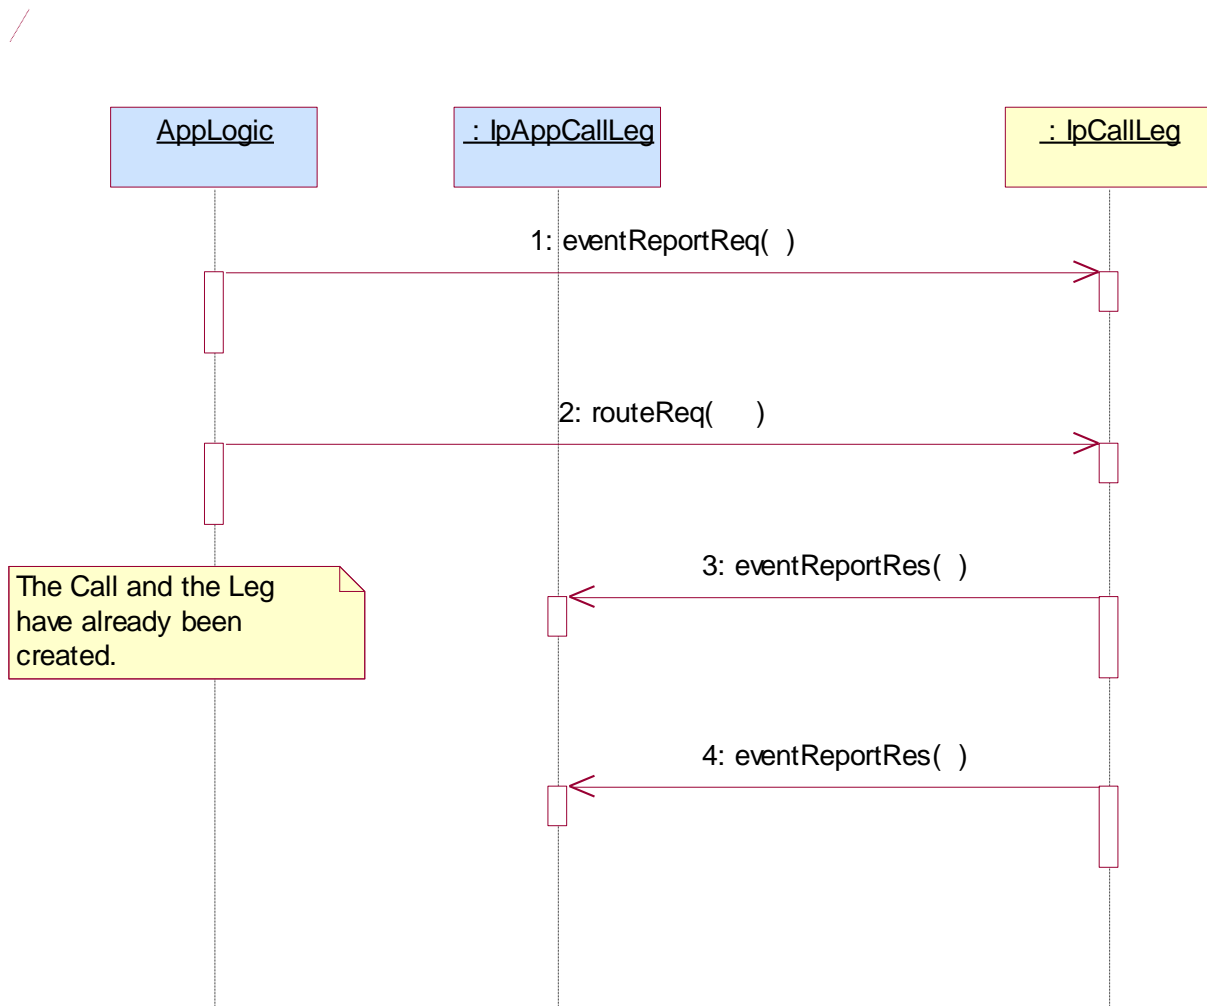 AppLogic
: IpAppCallLeg
: IpCallLeg
1: eventReportReq( )
2: routeReq( )
3: eventReportRes( )
The Call and the Leg
have already been
created.
4: eventReportRes( )